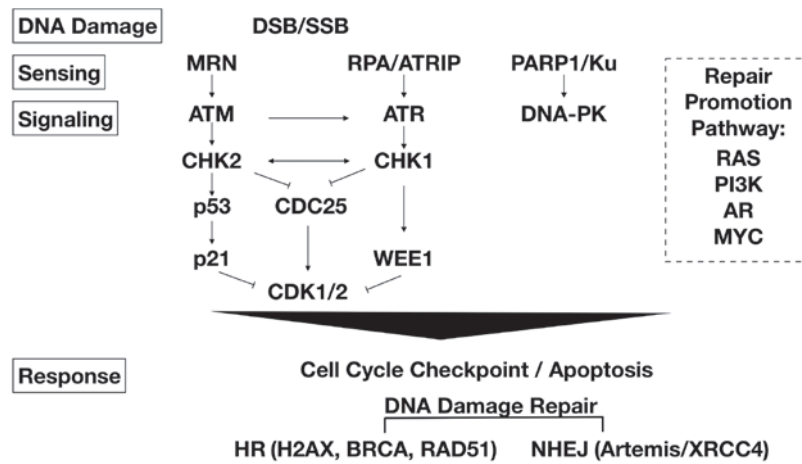 DNA Damage DSB/SSB
Sensing MRN RPA/ATRIP PARP1/Ku
Signaling ATM ATR DNA-PK
CHK2 CHK1
p53 CDC25
p21 WEE1
CDK1/2
Repair
Promotion
Pathway:
RAS
PI3K
AR
MYC
Response Cell Cycle Checkpoint / Apoptosis
DNA Damage Repair
HR (H2AX, BRCA, RAD51) NHEJ (Artemis/XRCC4)